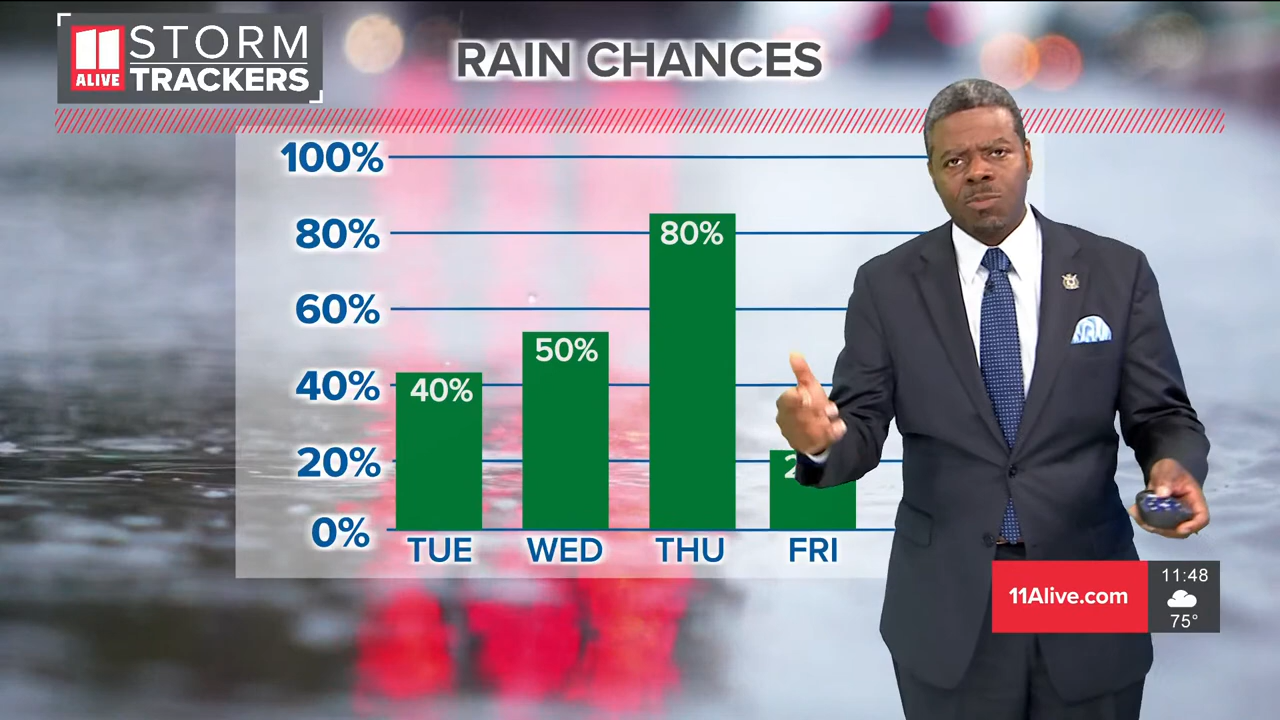 11 ALIVE
STORM
TRACKERS
RAIN CHANCES
100%
80%
60%
40%
20%
0%
40%
50%
80%
TUE
WED
THU
FRI
11Alive.com
11:48
75°